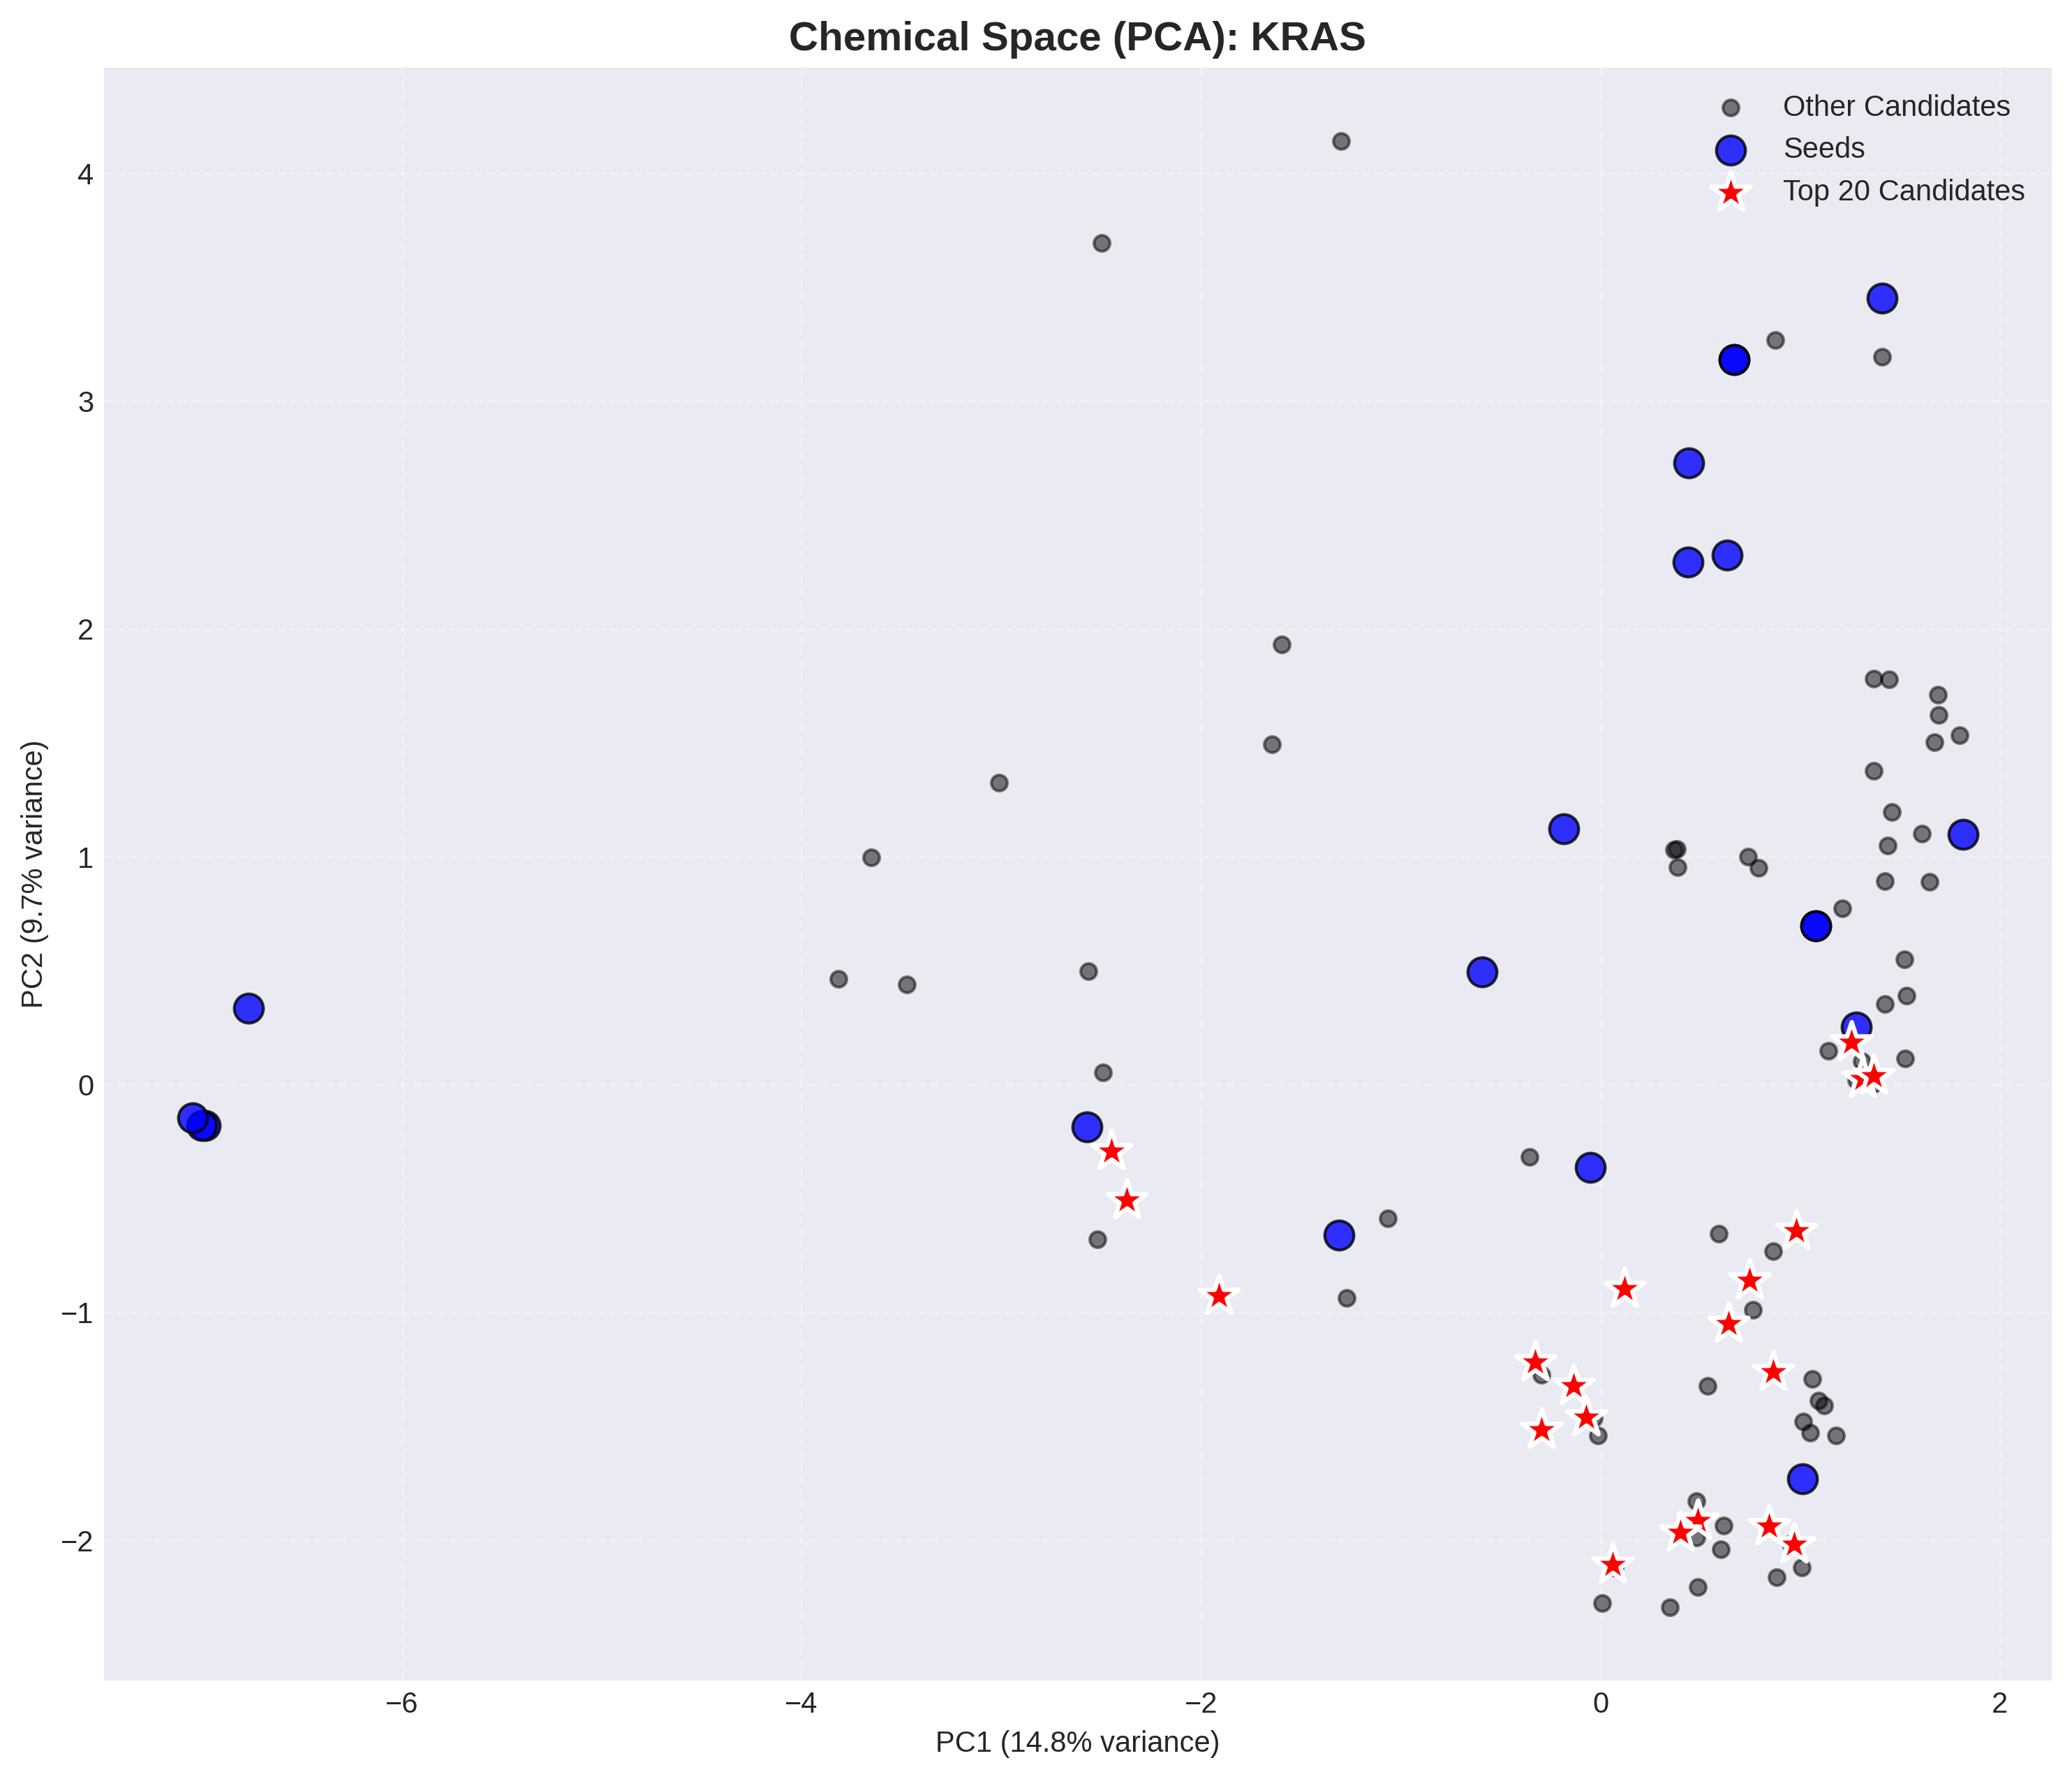 Chemical Space (PCA): KRAS
Other Candidates
Seeds
Top 20 Candidates
4
3
2
1
0
−1
−2
PC2 (9.7% variance)
−6
−4
−2
0
2
PC1 (14.8% variance)